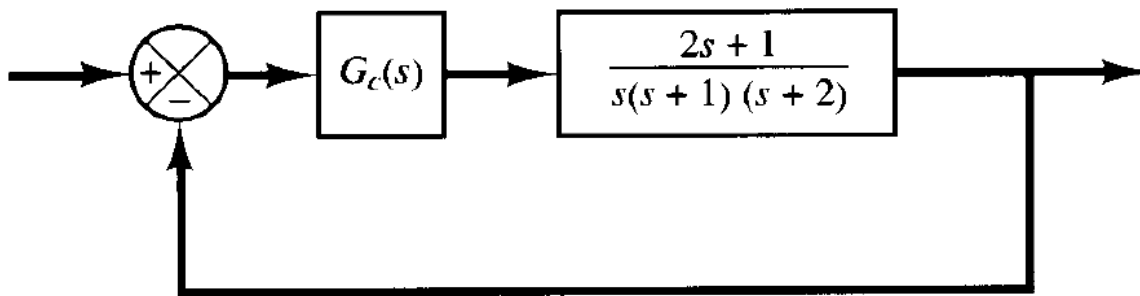 +
−
G_c(s)
2s + 1
s(s + 1) (s + 2)